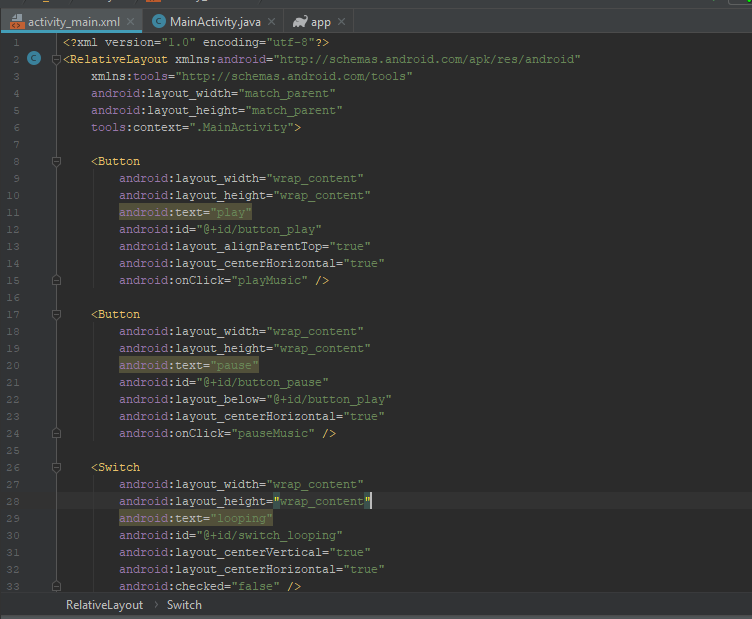 activity_main.xml × MainActivity.java × app ×
1 <?xml version="1.0" encoding="utf-8"?>
2 C <RelativeLayout xmlns:android="http://schemas.android.com/apk/res/android"
3 xmlns:tools="http://schemas.android.com/tools"
4 android:layout_width="match_parent"
5 android:layout_height="match_parent"
6 tools:context=".MainActivity">
7
8 <Button
9 android:layout_width="wrap_content"
10 android:layout_height="wrap_content"
11 android:text="play"
12 android:id="@+id/button_play"
13 android:layout_alignParentTop="true"
14 android:layout_centerHorizontal="true"
15 android:onClick="playMusic" />
16
17 <Button
18 android:layout_width="wrap_content"
19 android:layout_height="wrap_content"
20 android:text="pause"
21 android:id="@+id/button_pause"
22 android:layout_below="@+id/button_play"
23 android:layout_centerHorizontal="true"
24 android:onClick="pauseMusic" />
25
26 <Switch
27 android:layout_width="wrap_content"
28 android:layout_height="wrap_content"
29 android:text="looping"
30 android:id="@+id/switch_looping"
31 android:layout_centerVertical="true"
32 android:layout_centerHorizontal="true"
33 android:checked="false" />
RelativeLayout › Switch